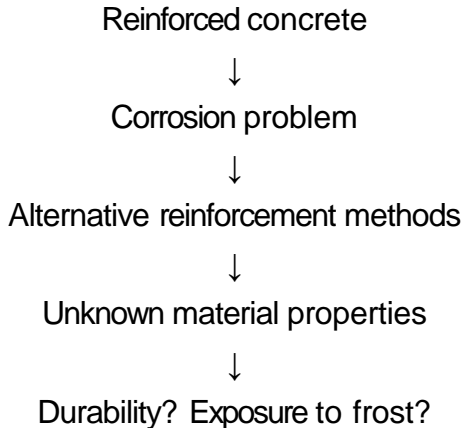 Reinforced concrete
↓
Corrosion problem
↓
Alternative reinforcement methods
↓
Unknown material properties
↓
Durability? Exposure to frost?